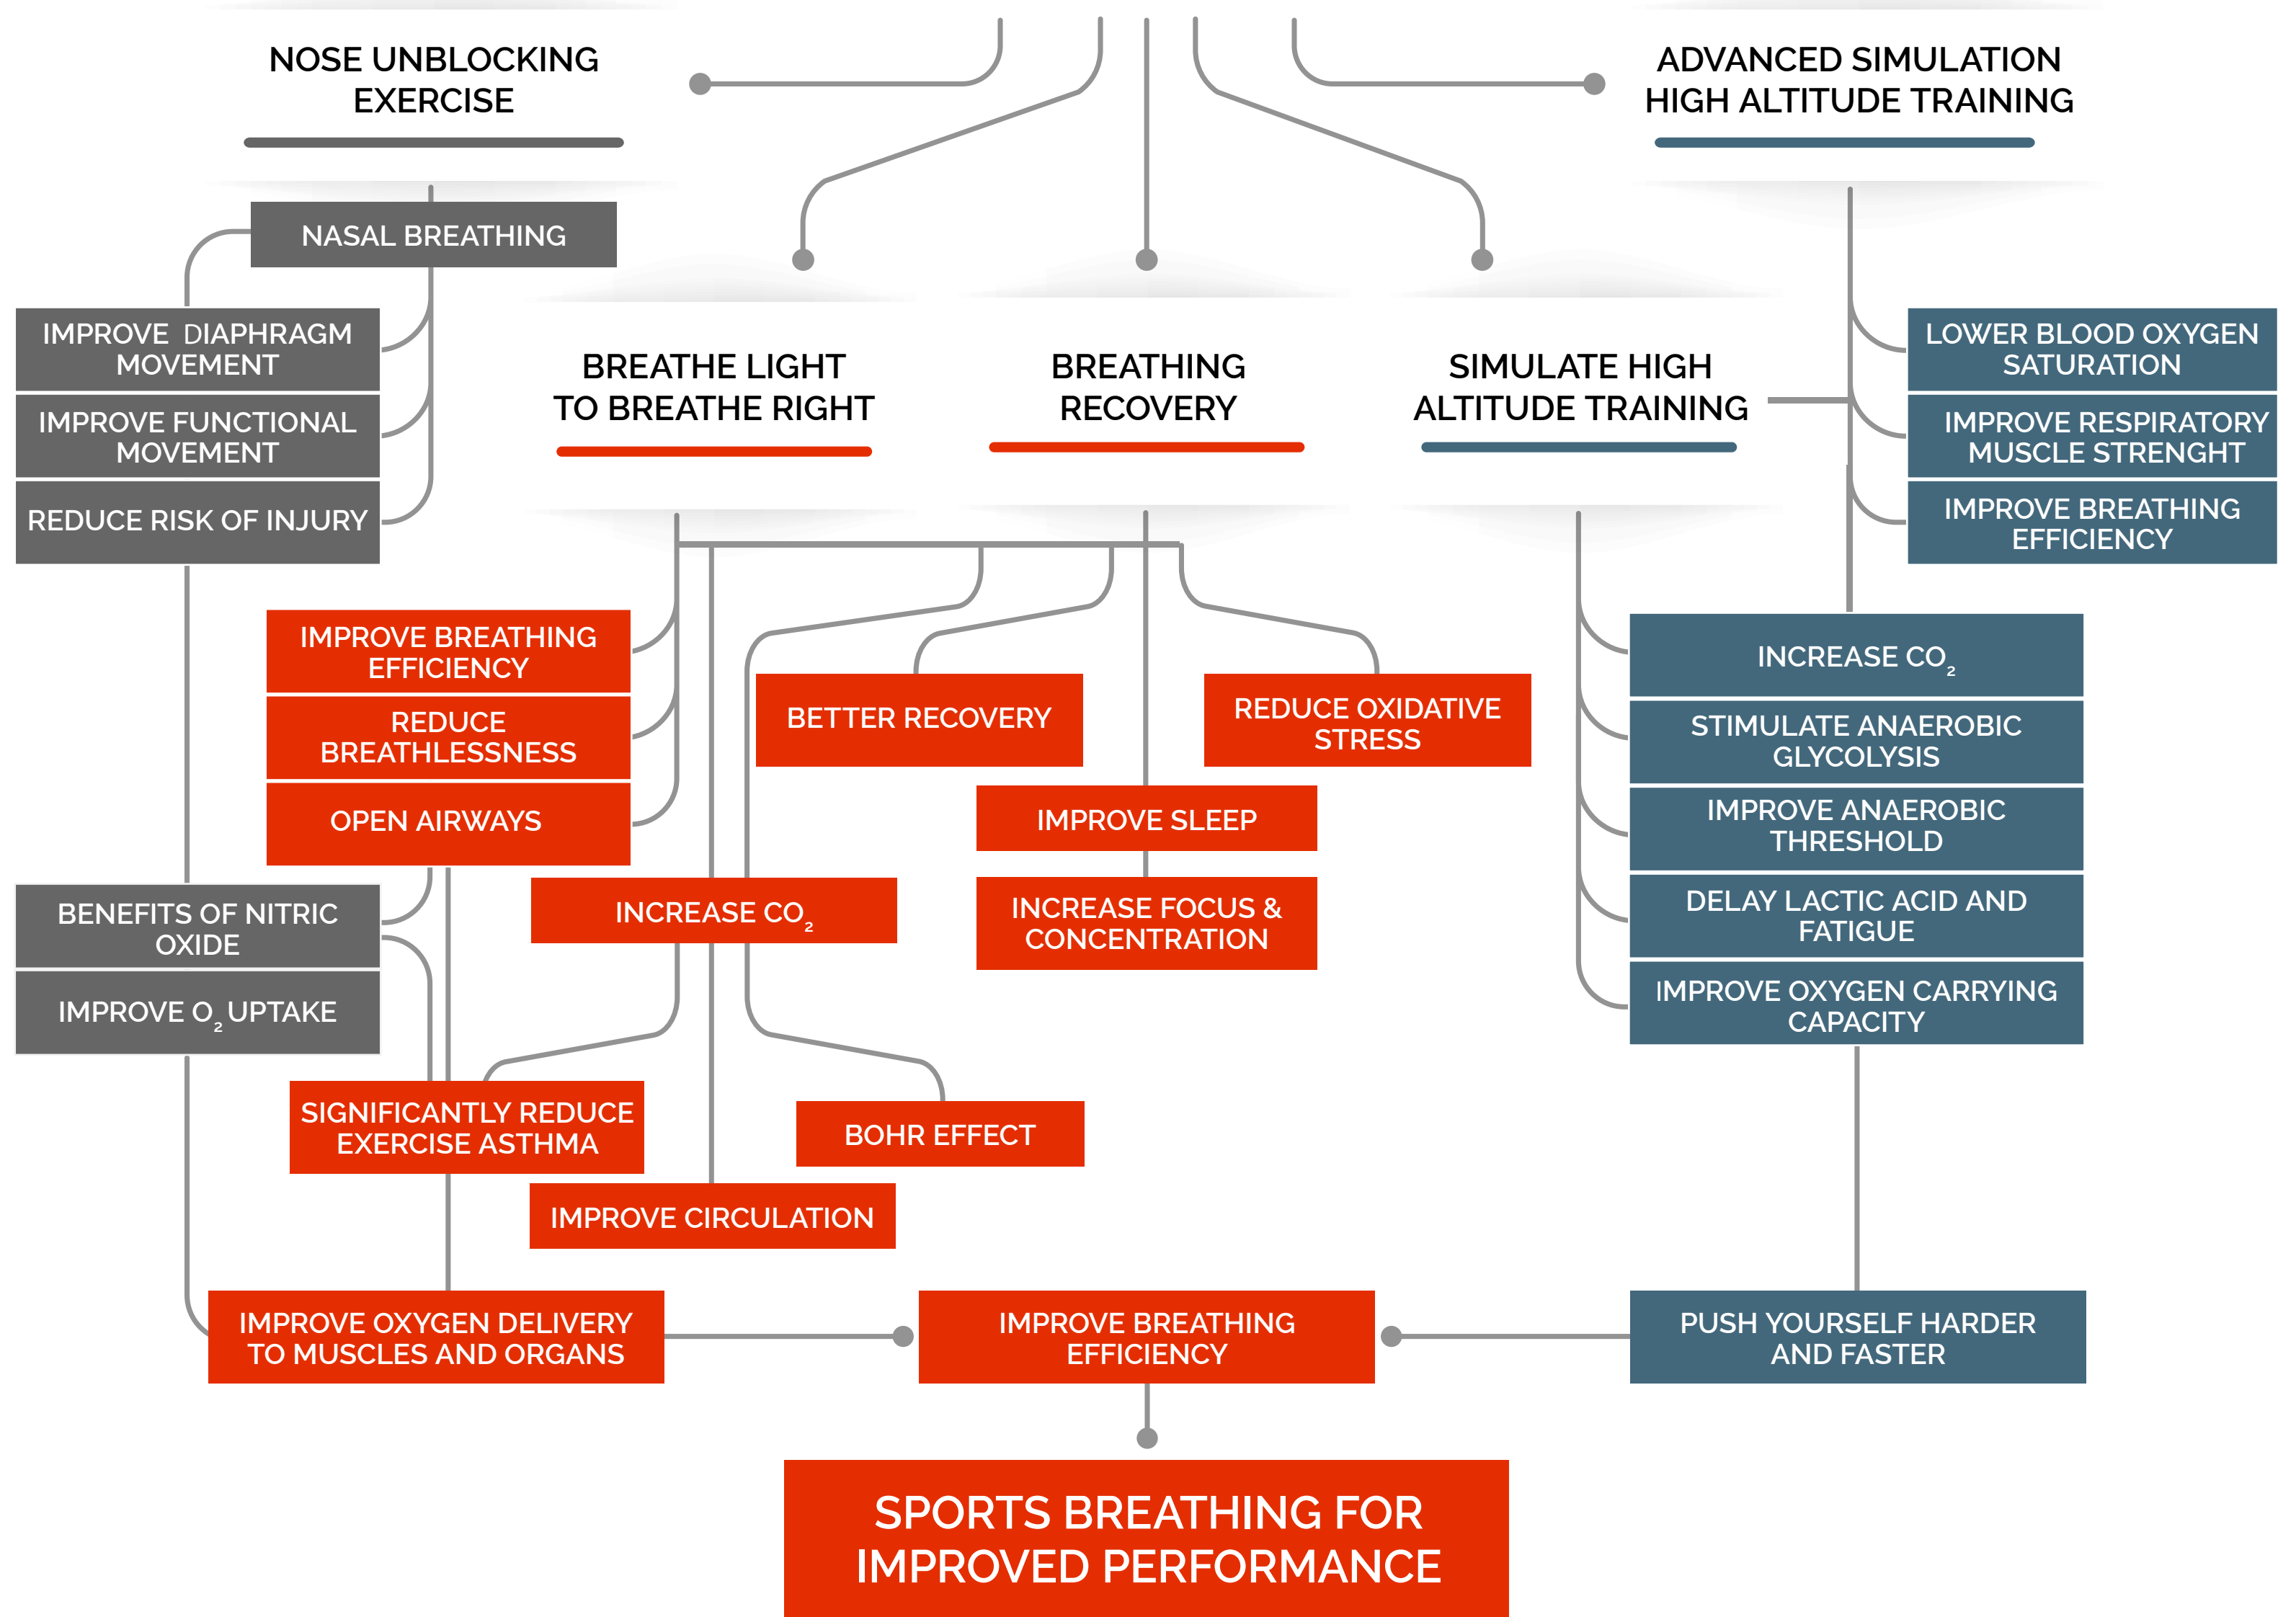 NOSE UNBLOCKING
EXERCISE
ADVANCED SIMULATION
HIGH ALTITUDE TRAINING
NASAL BREATHING
IMPROVE DIAPHRAGM
MOVEMENT
IMPROVE FUNCTIONAL
MOVEMENT
REDUCE RISK OF INJURY
BREATHE LIGHT
TO BREATHE RIGHT
BREATHING
RECOVERY
SIMULATE HIGH
ALTITUDE TRAINING
LOWER BLOOD OXYGEN
SATURATION
IMPROVE RESPIRATORY
MUSCLE STRENGHT
IMPROVE BREATHING
EFFICIENCY
IMPROVE BREATHING
EFFICIENCY
REDUCE
BREATHLESSNESS
OPEN AIRWAYS
BETTER RECOVERY
REDUCE OXIDATIVE
STRESS
IMPROVE SLEEP
INCREASE FOCUS &
CONCENTRATION
INCREASE CO₂
INCREASE CO₂
STIMULATE ANAEROBIC
GLYCOLYSIS
IMPROVE ANAEROBIC
THRESHOLD
DELAY LACTIC ACID AND
FATIGUE
IMPROVE OXYGEN CARRYING
CAPACITY
BENEFITS OF NITRIC
OXIDE
IMPROVE O₂ UPTAKE
SIGNIFICANTLY REDUCE
EXERCISE ASTHMA
BOHR EFFECT
IMPROVE CIRCULATION
IMPROVE OXYGEN DELIVERY
TO MUSCLES AND ORGANS
IMPROVE BREATHING
EFFICIENCY
PUSH YOURSELF HARDER
AND FASTER
SPORTS BREATHING FOR
IMPROVED PERFORMANCE